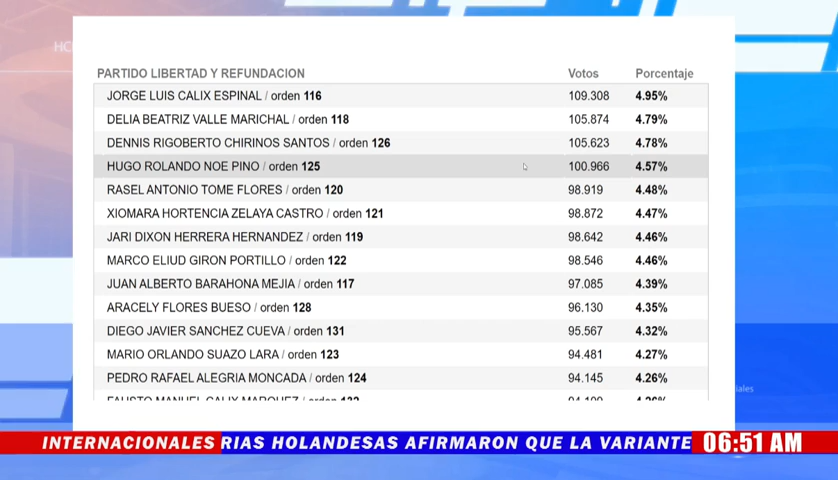 HC
PARTIDO LIBERTAD Y REFUNDACION Votos Porcentaje
JORGE LUIS CALIX ESPINAL / orden 116 109.308 4.95%
DELIA BEATRIZ VALLE MARICHAL / orden 118 105.874 4.79%
DENNIS RIGOBERTO CHIRINOS SANTOS / orden 126 105.623 4.78%
HUGO ROLANDO NOE PINO / orden 125 100.966 4.57%
RASEL ANTONIO TOME FLORES / orden 120 98.919 4.48%
XIOMARA HORTENCIA ZELAYA CASTRO / orden 121 98.872 4.47%
JARI DIXON HERRERA HERNANDEZ / orden 119 98.642 4.46%
MARCO ELIUD GIRON PORTILLO / orden 122 98.546 4.46%
JUAN ALBERTO BARAHONA MEJIA / orden 117 97.085 4.39%
ARACELY FLORES BUESO / orden 128 96.130 4.35%
DIEGO JAVIER SANCHEZ CUEVA / orden 131 95.567 4.32%
MARIO ORLANDO SUAZO LARA / orden 123 94.481 4.27%
PEDRO RAFAEL ALEGRIA MONCADA / orden 124 94.145 4.26%
FAUSTO MANUEL CALIX MARQUEZ / orden
iales
INTERNACIONALES RIAS HOLANDESAS AFIRMARON QUE LA VARIANTE 06:51 AM